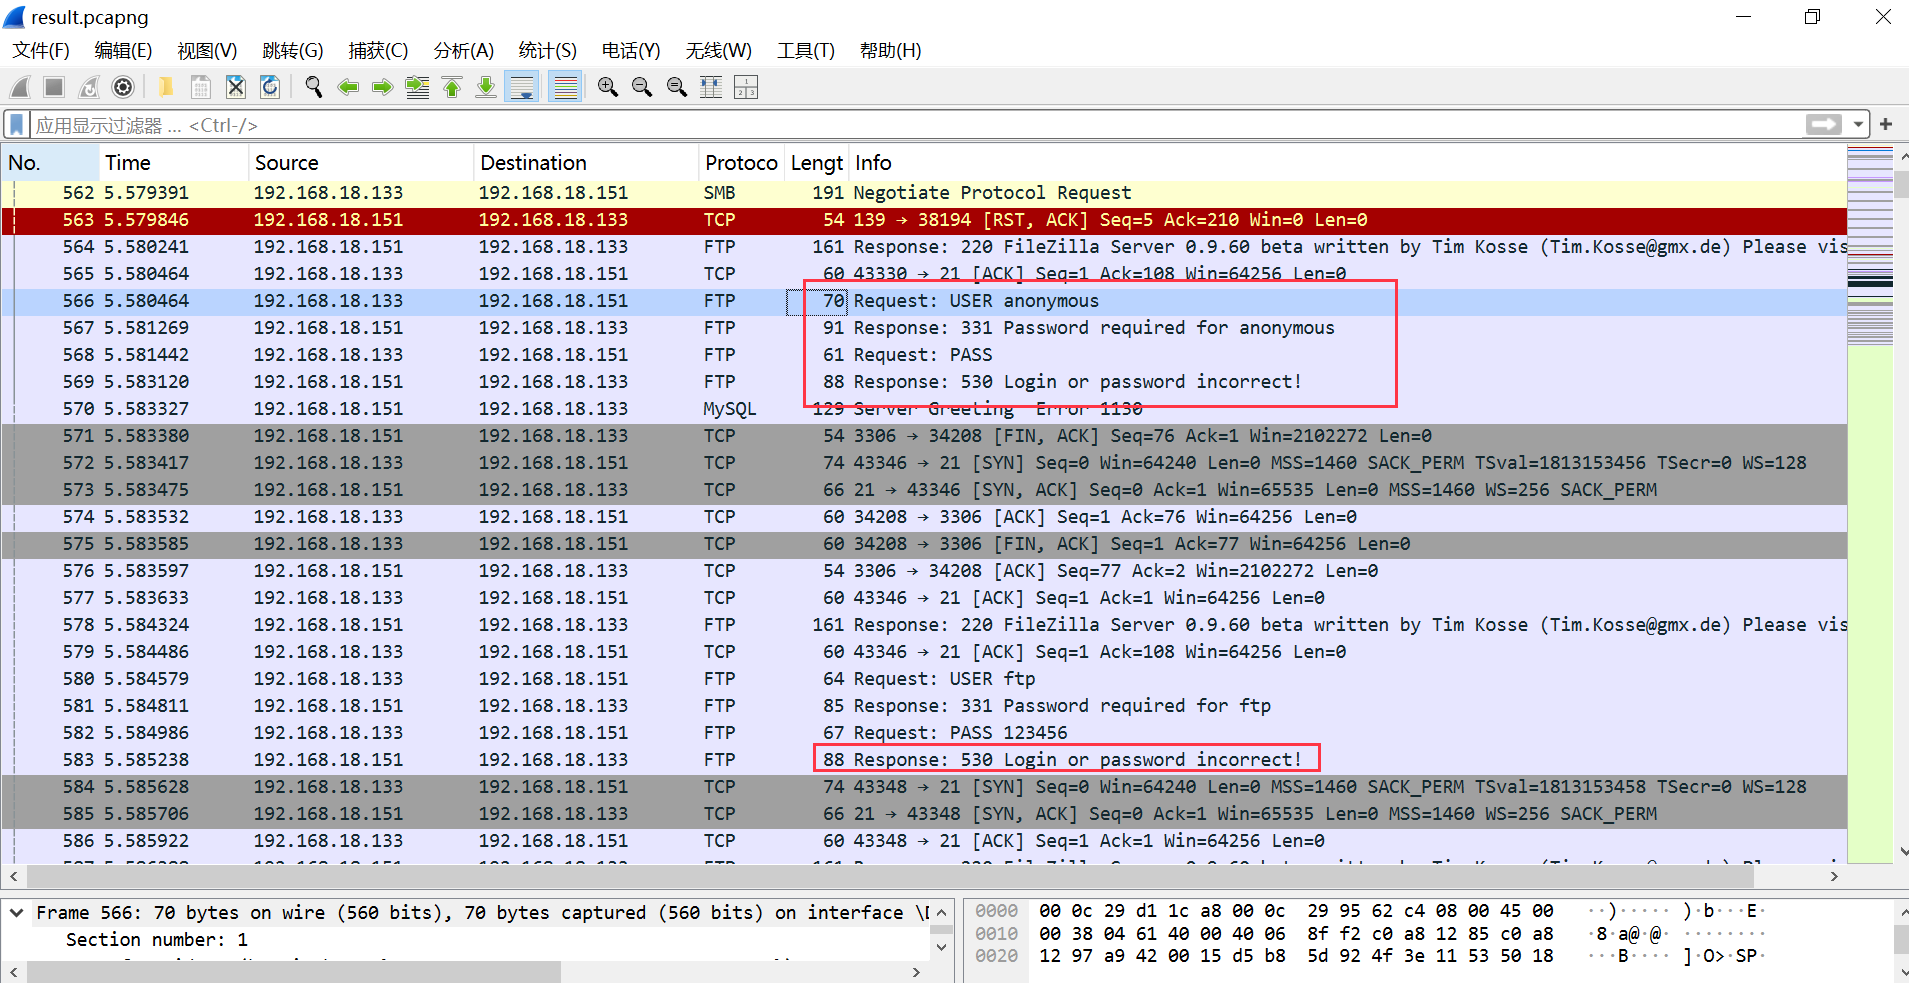 result.pcapng
文件(F) 编辑(E) 视图(V) 跳转(G) 捕获(C) 分析(A) 统计(S) 电话(Y) 无线(W) 工具(T) 帮助(H)
应用显示过滤器 … <Ctrl-/>
No. Time Source Destination Protoco Lengt Info
562 5.579391 192.168.18.133 192.168.18.151 SMB 191 Negotiate Protocol Request
563 5.579846 192.168.18.151 192.168.18.133 TCP 54 139 → 38194 [RST, ACK] Seq=5 Ack=210 Win=0 Len=0
564 5.580241 192.168.18.151 192.168.18.133 FTP 161 Response: 220 FileZilla Server 0.9.60 beta written by Tim Kosse (Tim.Kosse@gmx.de) Please vis
565 5.580464 192.168.18.133 192.168.18.151 TCP 60 43330 → 21 [ACK] Seq=1 Ack=108 Win=64256 Len=0
566 5.580464 192.168.18.133 192.168.18.151 FTP 70 Request: USER anonymous
567 5.581269 192.168.18.151 192.168.18.133 FTP 91 Response: 331 Password required for anonymous
568 5.581442 192.168.18.133 192.168.18.151 FTP 61 Request: PASS
569 5.583120 192.168.18.151 192.168.18.133 FTP 88 Response: 530 Login or password incorrect!
570 5.583327 192.168.18.151 192.168.18.133 MySQL 129 Server Greeting Error 1130
571 5.583380 192.168.18.151 192.168.18.133 TCP 54 3306 → 34208 [FIN, ACK] Seq=76 Ack=1 Win=2102272 Len=0
572 5.583417 192.168.18.133 192.168.18.151 TCP 74 43346 → 21 [SYN] Seq=0 Win=64240 Len=0 MSS=1460 SACK_PERM TSval=1813153456 TSecr=0 WS=128
573 5.583475 192.168.18.151 192.168.18.133 TCP 66 21 → 43346 [SYN, ACK] Seq=0 Ack=1 Win=65535 Len=0 MSS=1460 WS=256 SACK_PERM
574 5.583532 192.168.18.133 192.168.18.151 TCP 60 34208 → 3306 [ACK] Seq=1 Ack=76 Win=64256 Len=0
575 5.583585 192.168.18.133 192.168.18.151 TCP 60 34208 → 3306 [FIN, ACK] Seq=1 Ack=77 Win=64256 Len=0
576 5.583597 192.168.18.151 192.168.18.133 TCP 54 3306 → 34208 [ACK] Seq=77 Ack=2 Win=2102272 Len=0
577 5.583633 192.168.18.133 192.168.18.151 TCP 60 43346 → 21 [ACK] Seq=1 Ack=1 Win=64256 Len=0
578 5.584324 192.168.18.151 192.168.18.133 FTP 161 Response: 220 FileZilla Server 0.9.60 beta written by Tim Kosse (Tim.Kosse@gmx.de) Please vis
579 5.584486 192.168.18.133 192.168.18.151 TCP 60 43346 → 21 [ACK] Seq=1 Ack=108 Win=64256 Len=0
580 5.584579 192.168.18.133 192.168.18.151 FTP 64 Request: USER ftp
581 5.584811 192.168.18.151 192.168.18.133 FTP 85 Response: 331 Password required for ftp
582 5.584986 192.168.18.133 192.168.18.151 FTP 67 Request: PASS 123456
583 5.585238 192.168.18.151 192.168.18.133 FTP 88 Response: 530 Login or password incorrect!
584 5.585628 192.168.18.133 192.168.18.151 TCP 74 43348 → 21 [SYN] Seq=0 Win=64240 Len=0 MSS=1460 SACK_PERM TSval=1813153458 TSecr=0 WS=128
585 5.585706 192.168.18.151 192.168.18.133 TCP 66 21 → 43348 [SYN, ACK] Seq=0 Ack=1 Win=65535 Len=0 MSS=1460 WS=256 SACK_PERM
586 5.585922 192.168.18.133 192.168.18.151 TCP 60 43348 → 21 [ACK] Seq=1 Ack=1 Win=64256 Len=0
Frame 566: 70 bytes on wire (560 bits), 70 bytes captured (560 bits) on interface \
Section number: 1
0000 00 0c 29 d1 1c a8 00 0c 29 95 62 c4 08 00 45 00 ··)····· )·b···E·
0010 00 38 04 61 40 00 40 06 8f f2 c0 a8 12 85 c0 a8 ·8·a@·@· ········
0020 12 97 a9 42 00 15 d5 b8 5d 92 4f 3e 11 53 50 18 ···B···· ]·O>·SP·